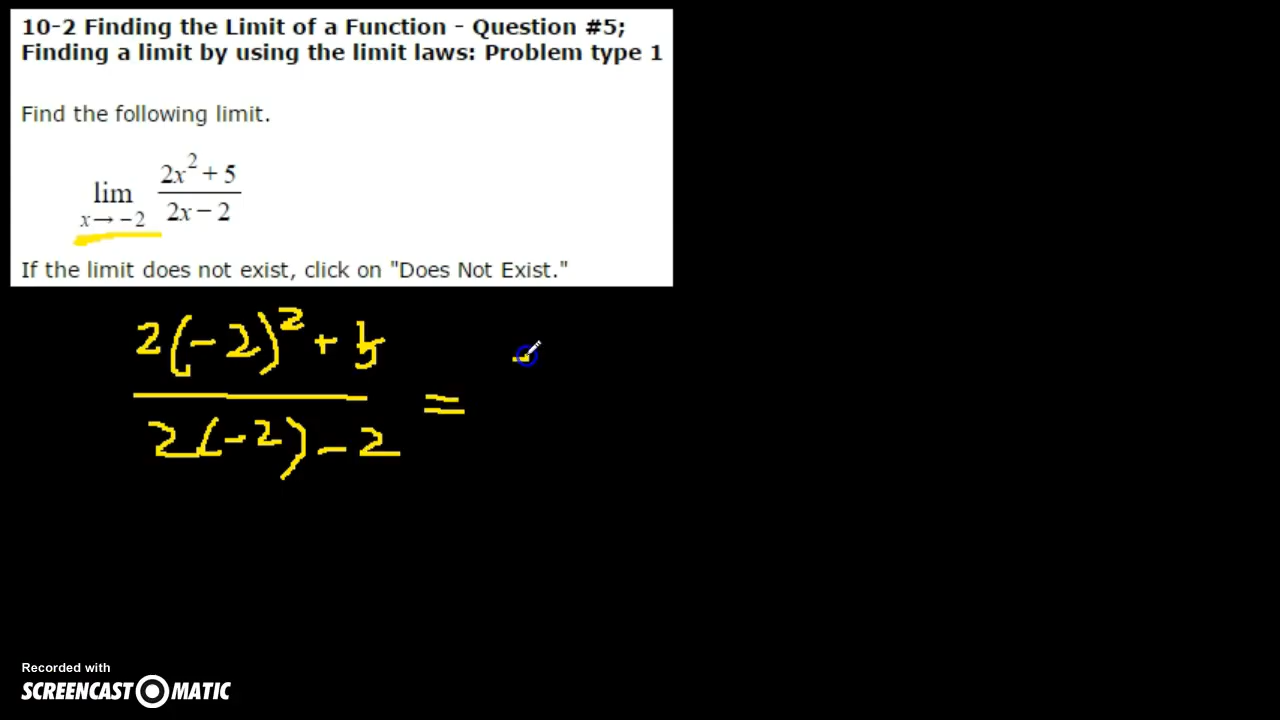 10-2 Finding the Limit of a Function - Question #5;
Finding a limit by using the limit laws: Problem type 1
Find the following limit.
lim x→-2 (2x² + 5)/(2x - 2)
If the limit does not exist, click on "Does Not Exist."
2(-2)² + 5
2(-2) - 2 =
Recorded with
SCREENCAST MATIC